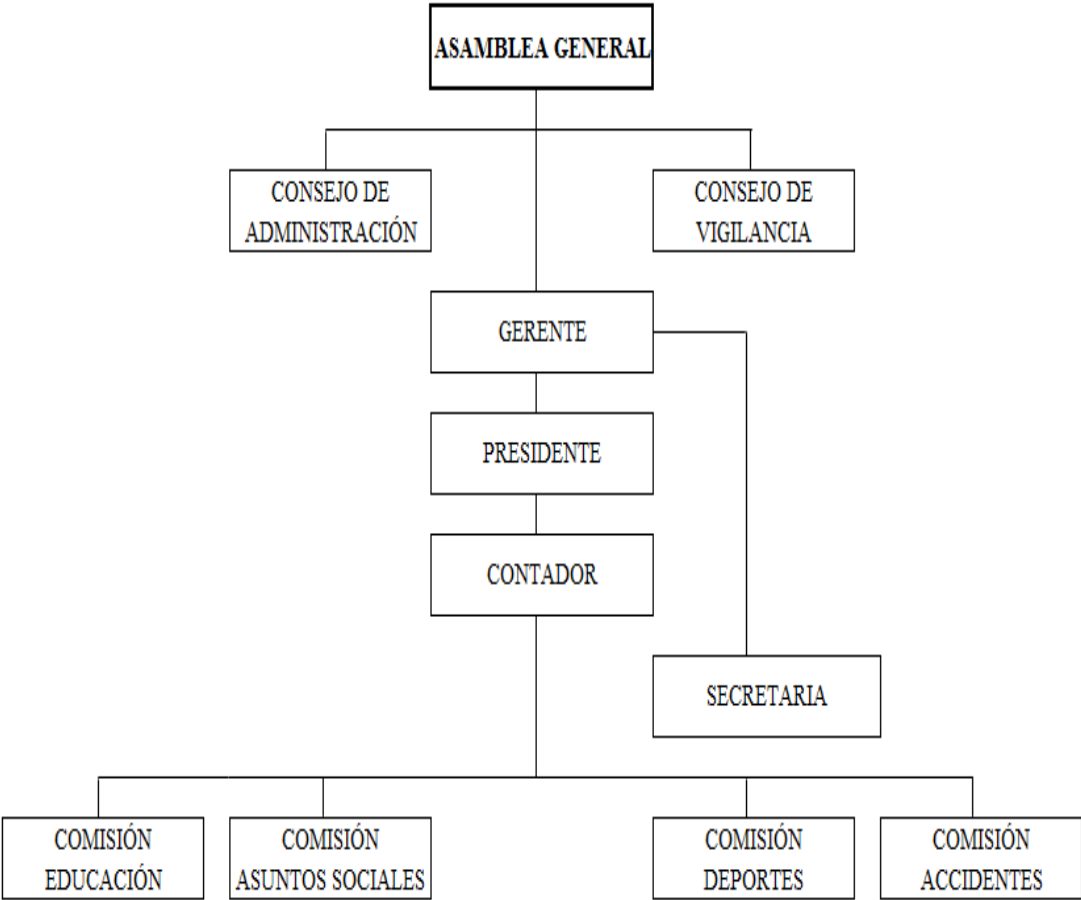 ASAMBLEA GENERAL
CONSEJO DE
ADMINISTRACIÓN
CONSEJO DE
VIGILANCIA
GERENTE
PRESIDENTE
CONTADOR
SECRETARIA
COMISIÓN
EDUCACIÓN
COMISIÓN
ASUNTOS SOCIALES
COMISIÓN
DEPORTES
COMISIÓN
ACCIDENTES